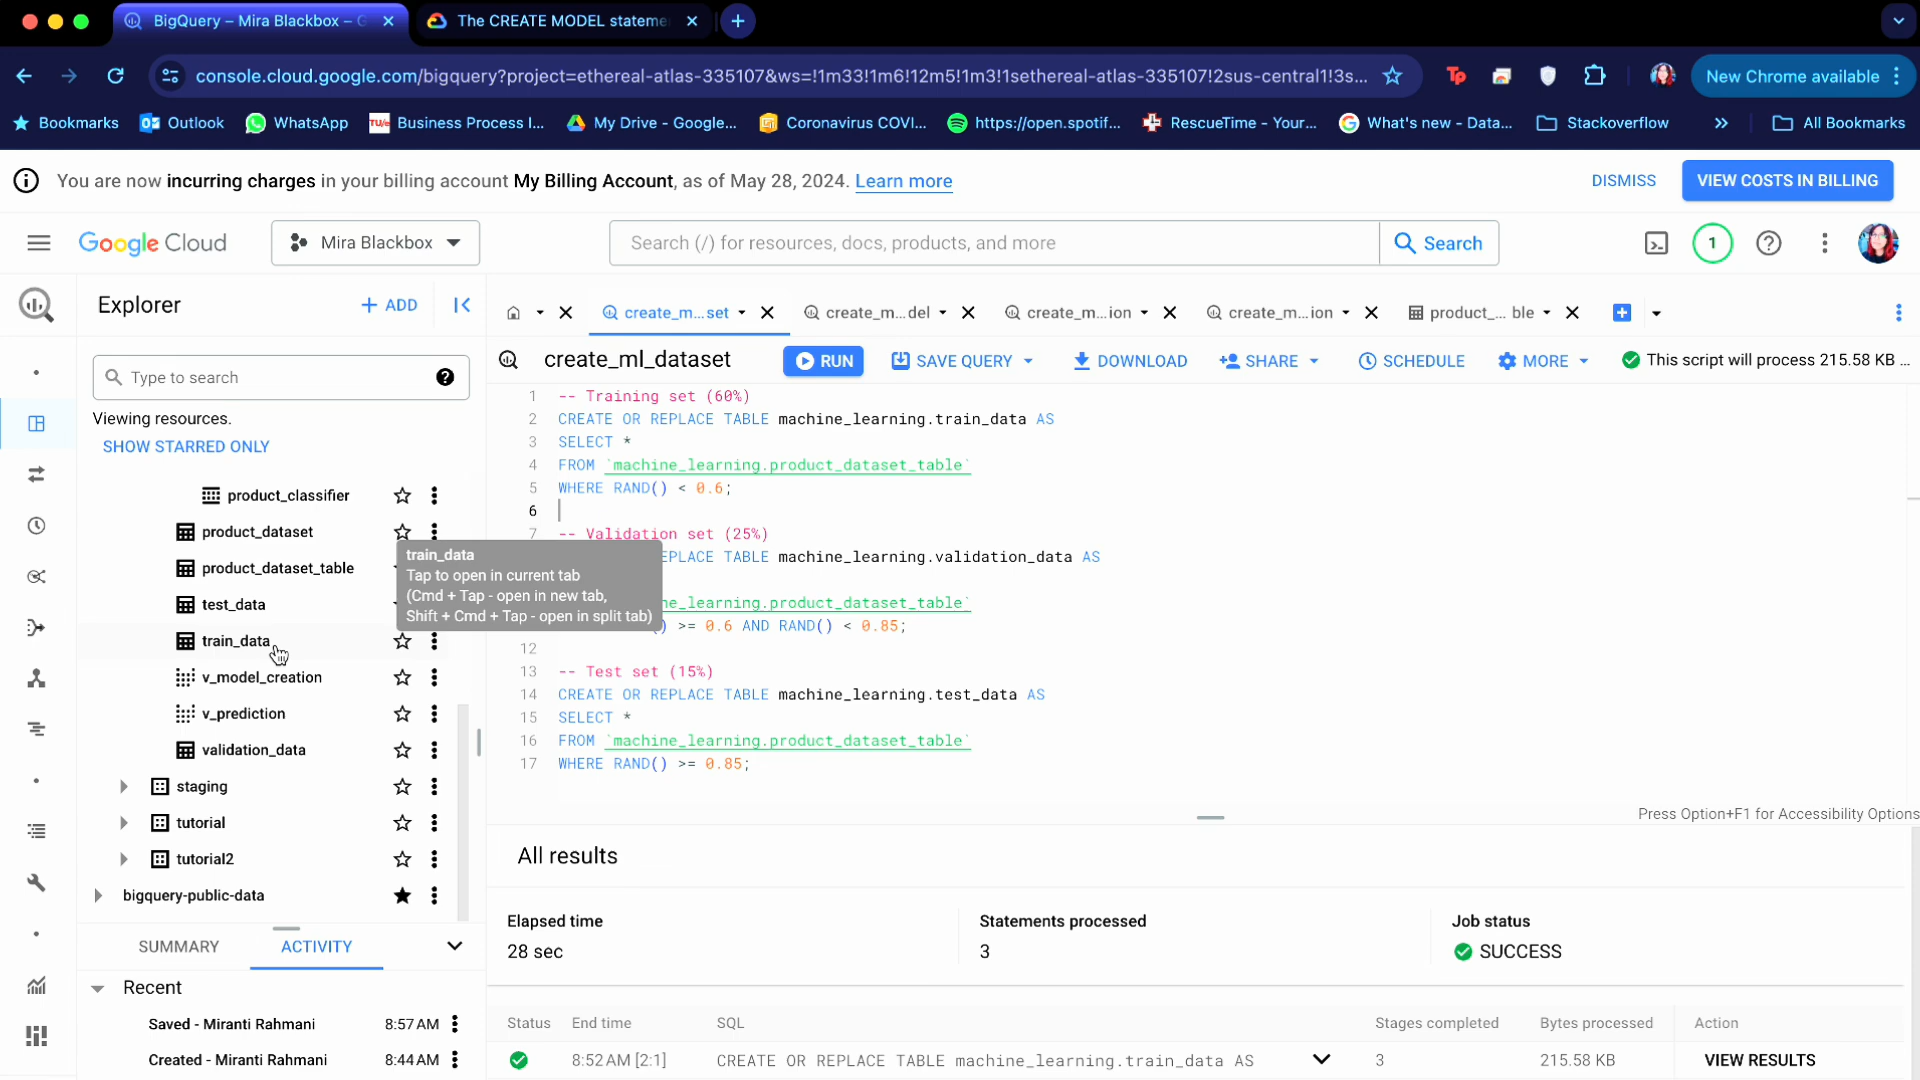 BigQuery – Mira Blackbox – G
The CREATE MODEL stateme
console.cloud.google.com/bigquery?project=ethereal-atlas-335107&ws=!1m33!1m6!12m5!1m3!1sethereal-atlas-335107!2sus-central1!3s...
New Chrome available
Bookmarks
Outlook
WhatsApp
Business Process I...
My Drive - Google...
Coronavirus COVI...
https://open.spotif...
RescueTime - Your...
What's new - Data...
Stackoverflow
All Bookmarks
You are now incurring charges in your billing account My Billing Account, as of May 28, 2024. Learn more
DISMISS
VIEW COSTS IN BILLING
Google Cloud
Mira Blackbox
Search (/) for resources, docs, products, and more
Search
1
Explorer
+ ADD
create_m...set
create_m...del
create_m...ion
create_m...ion
product_... ble
Type to search
Viewing resources.
SHOW STARRED ONLY
product_classifier
product_dataset
product_dataset_table
test_data
train_data
v_model_creation
v_prediction
validation_data
staging
tutorial
tutorial2
bigquery-public-data
train_data
Tap to open in current tab
(Cmd + Tap - open in new tab,
Shift + Cmd + Tap - open in split tab)
SUMMARY
ACTIVITY
Recent
Saved - Miranti Rahmani 8:57 AM
Created - Miranti Rahmani 8:44 AM
create_ml_dataset
RUN
SAVE QUERY
DOWNLOAD
SHARE
SCHEDULE
MORE
This script will process 215.58 KB ...
1 -- Training set (60%)
2 CREATE OR REPLACE TABLE machine_learning.train_data AS
3 SELECT *
4 FROM `machine_learning.product_dataset_table`
5 WHERE RAND() < 0.6;
6
7 -- Validation set (25%)
EPLACE TABLE machine_learning.validation_data AS
ne_learning.product_dataset_table`
) >= 0.6 AND RAND() < 0.85;
12
13 -- Test set (15%)
14 CREATE OR REPLACE TABLE machine_learning.test_data AS
15 SELECT *
16 FROM `machine_learning.product_dataset_table`
17 WHERE RAND() >= 0.85;
Press Option+F1 for Accessibility Options
All results
Elapsed time
28 sec
Statements processed
3
Job status
SUCCESS
Status End time SQL Stages completed Bytes processed Action
8:52 AM [2:1] CREATE OR REPLACE TABLE machine_learning.train_data AS 3 215.58 KB VIEW RESULTS